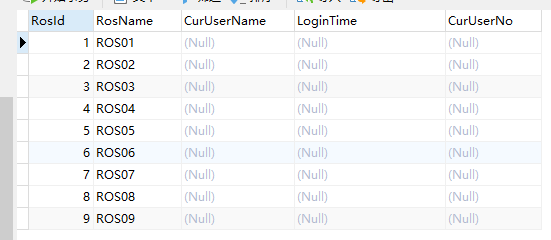 RosId RosName CurUserName LoginTime CurUserNo
1 ROS01 (Null) (Null) (Null)
2 ROS02 (Null) (Null) (Null)
3 ROS03 (Null) (Null) (Null)
4 ROS04 (Null) (Null) (Null)
5 ROS05 (Null) (Null) (Null)
6 ROS06 (Null) (Null) (Null)
7 ROS07 (Null) (Null) (Null)
8 ROS08 (Null) (Null) (Null)
9 ROS09 (Null) (Null) (Null)